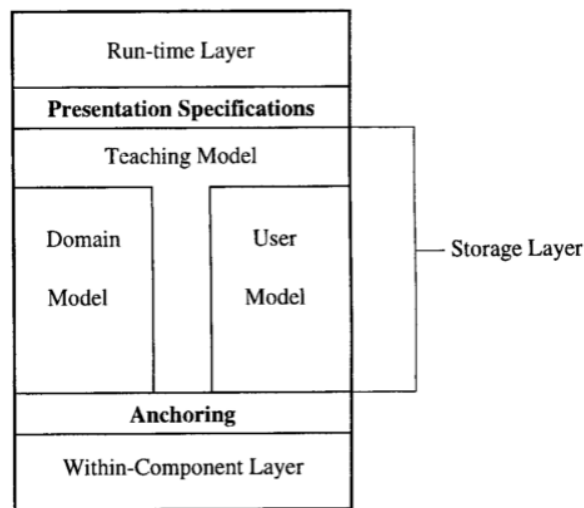 Run-time Layer
Presentation Specifications
Teaching Model
Domain
Model
User
Model
Storage Layer
Anchoring
Within-Component Layer